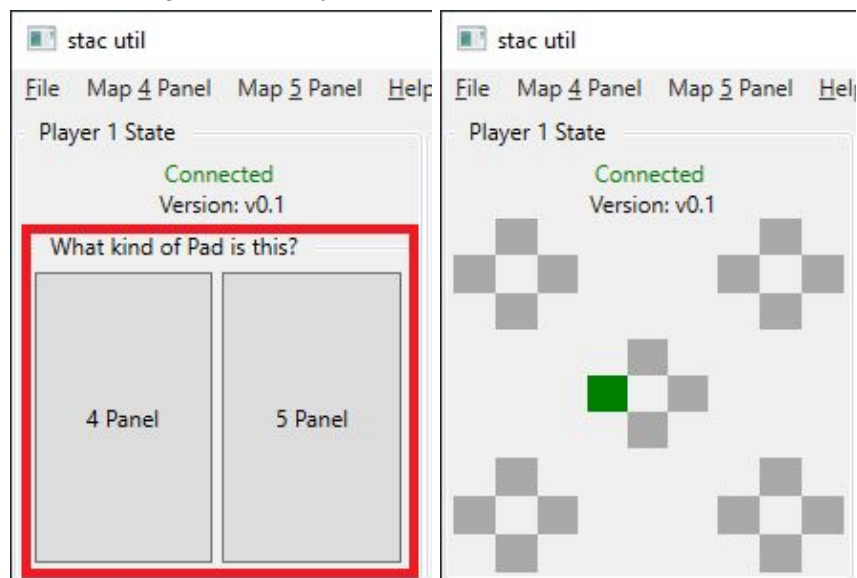 stac util
File Map 4 Panel Map 5 Panel Help
Player 1 State
Connected
Version: v0.1
What kind of Pad is this?
4 Panel 5 Panel
stac util
File Map 4 Panel Map 5 Panel Hel
Player 1 State
Connected
Version: v0.1